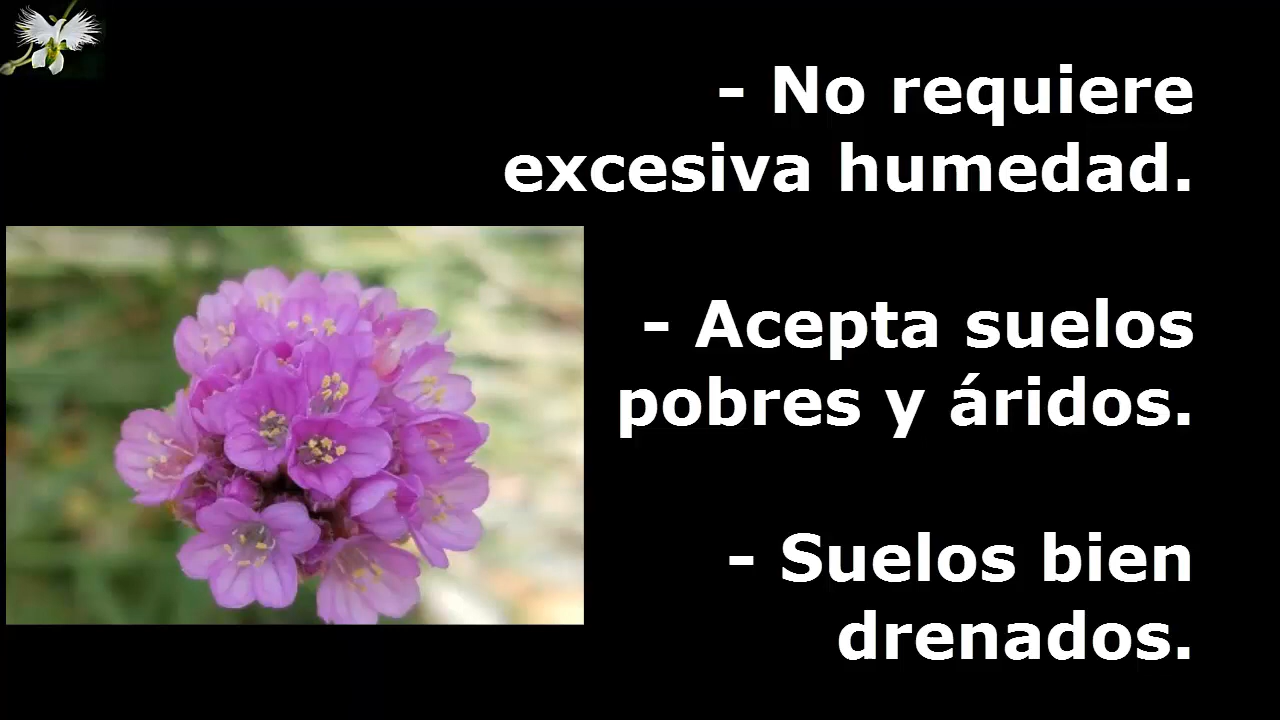 - No requiere
excesiva humedad.
- Acepta suelos
pobres y áridos.
- Suelos bien
drenados.